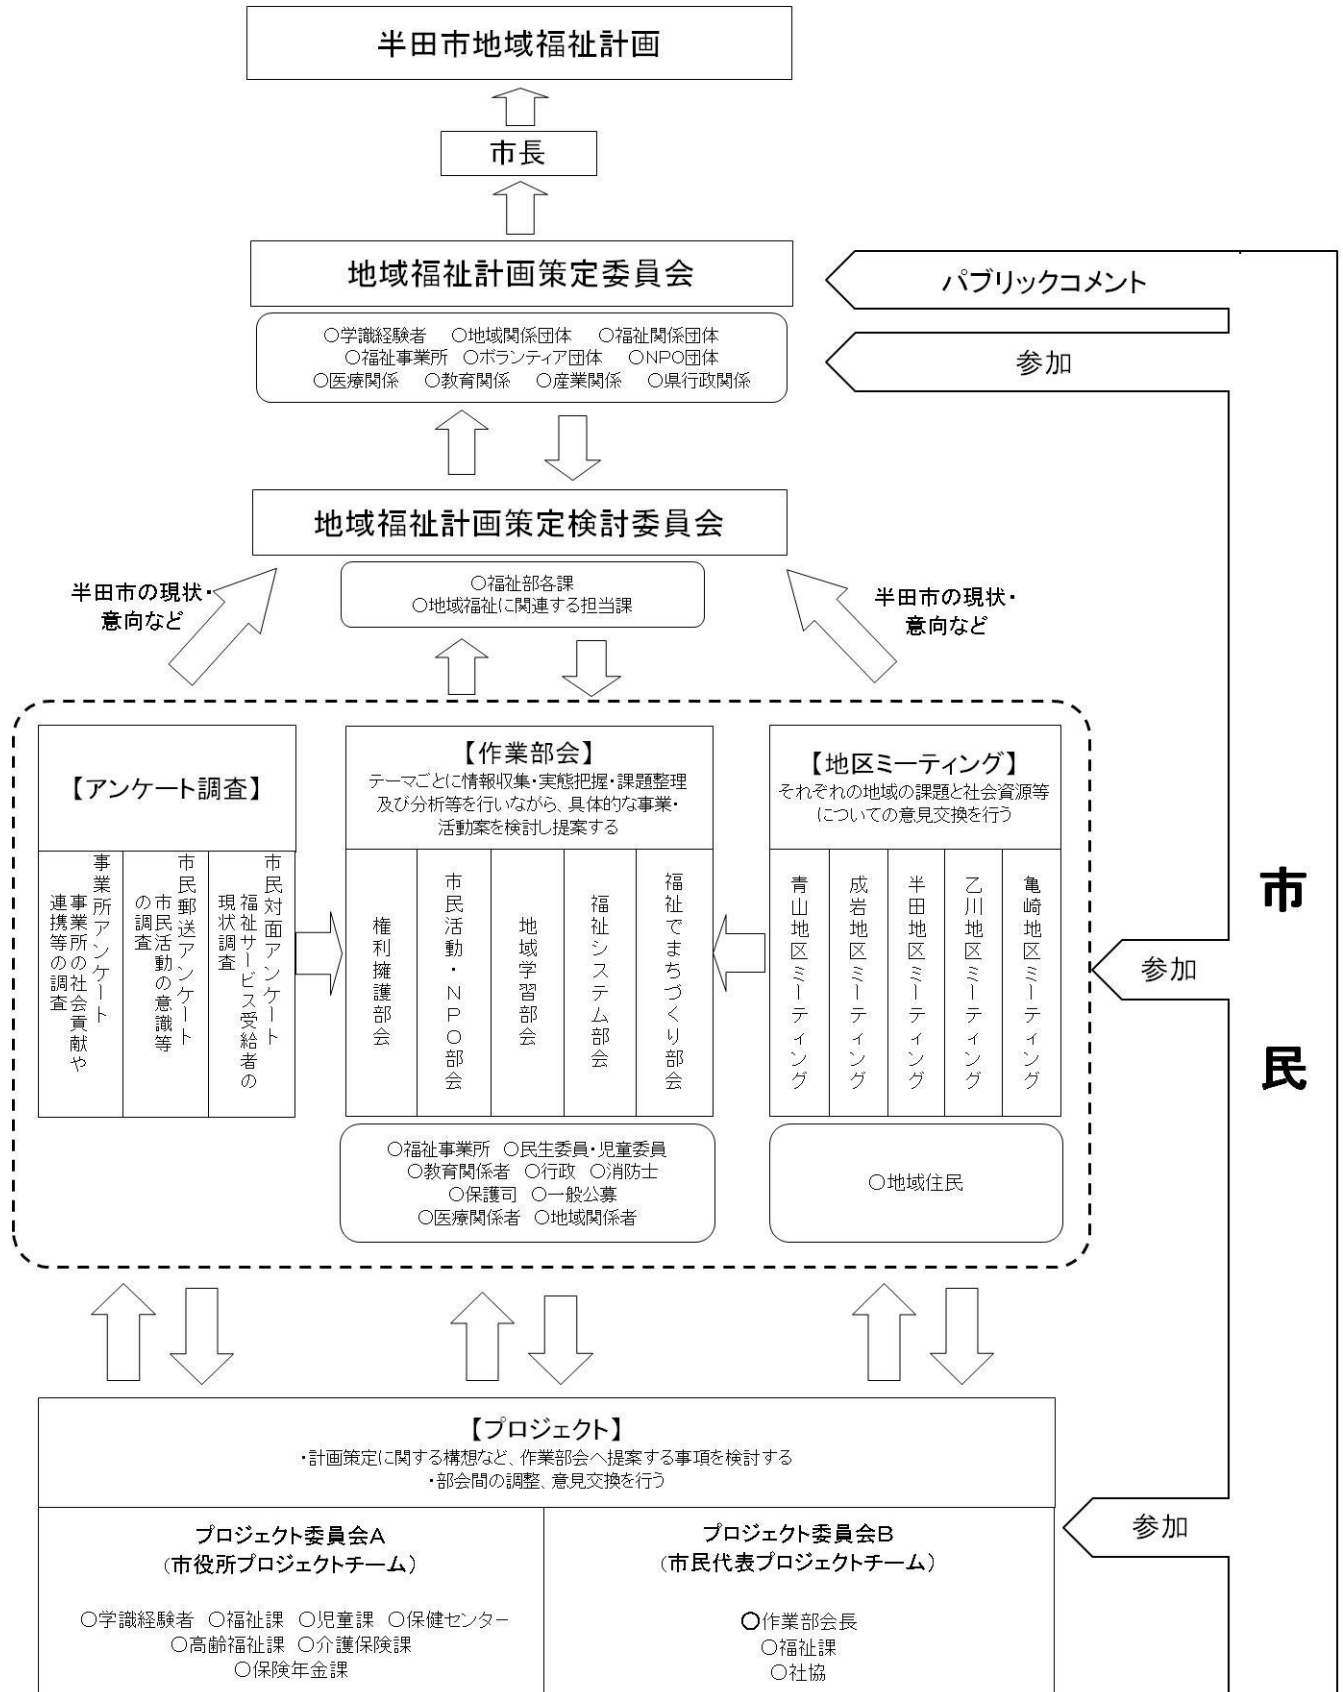 半田市地域福祉計画
市長
地域福祉計画策定委員会
パブリックコメント
○学識経験者　○地域関係団体　○福祉関係団体
○福祉事業所　○ボランティア団体　○NPO団体
○医療関係　○教育関係　○産業関係　○県行政関係
参加
地域福祉計画策定検討委員会
○福祉部各課
○地域福祉に関連する担当課
半田市の現状・
意向など
半田市の現状・
意向など
【アンケート調査】
事業所アンケート
事業所の社会貢献や
連携等の調査
市民郵送アンケート
市民活動の意識等
の調査
市民対面アンケート
福祉サービス受給者の
現状調査
【作業部会】
テーマごとに情報収集・実態把握・課題整理
及び分析等を行いながら、具体的な事業・
活動案を検討し提案する
権利擁護部会
市民活動・NPO部会
地域学習部会
福祉システム部会
福祉でまちづくり部会
○福祉事業所　○民生委員・児童委員
○教育関係者　○行政　○消防士
○保護司　○一般公募
○医療関係者　○地域関係者
【地区ミーティング】
それぞれの地域の課題と社会資源等
についての意見交換を行う
青山地区ミーティング
成岩地区ミーティング
半田地区ミーティング
乙川地区ミーティング
亀崎地区ミーティング
○地域住民
参加
市民
【プロジェクト】
・計画策定に関する構想など、作業部会へ提案する事項を検討する
・部会間の調整、意見交換を行う
プロジェクト委員会A
（市役所プロジェクトチーム）
○学識経験者　○福祉課　○児童課　○保健センター
○高齢福祉課　○介護保険課
○保険年金課
プロジェクト委員会B
（市民代表プロジェクトチーム）
○作業部会長
○福祉課
○社協
参加